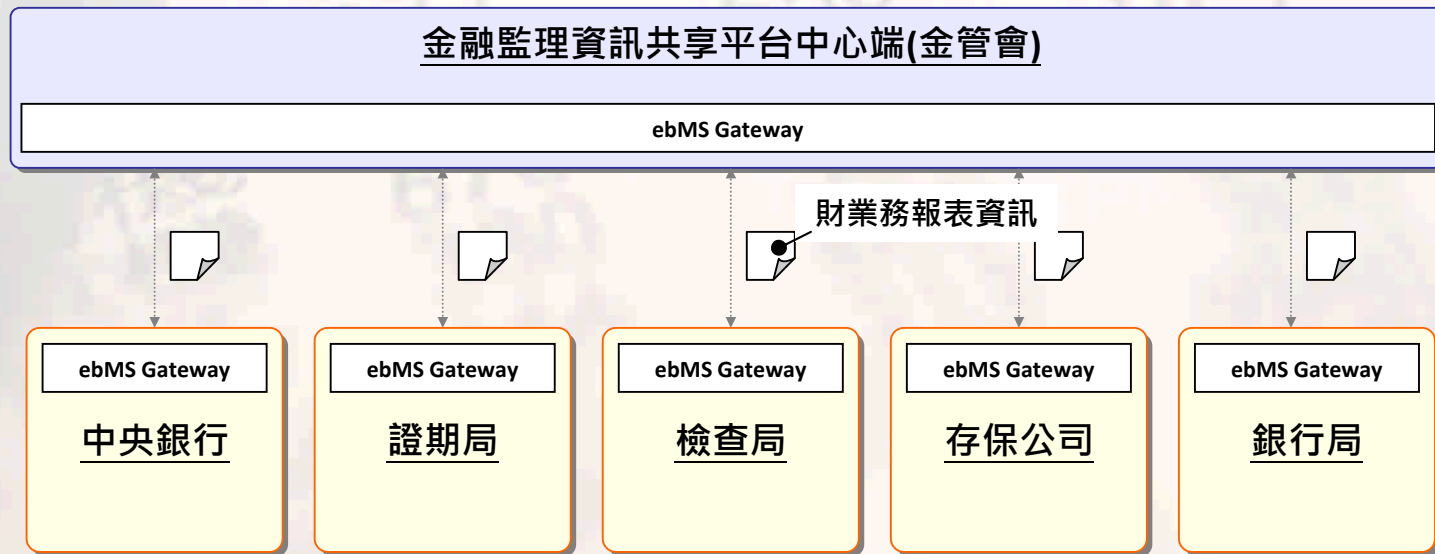 金融監理資訊共享平台中心端(金管會)
ebMS Gateway
財業務報表資訊
ebMS Gateway
ebMS Gateway
ebMS Gateway
ebMS Gateway
ebMS Gateway
中央銀行
證期局
檢查局
存保公司
銀行局